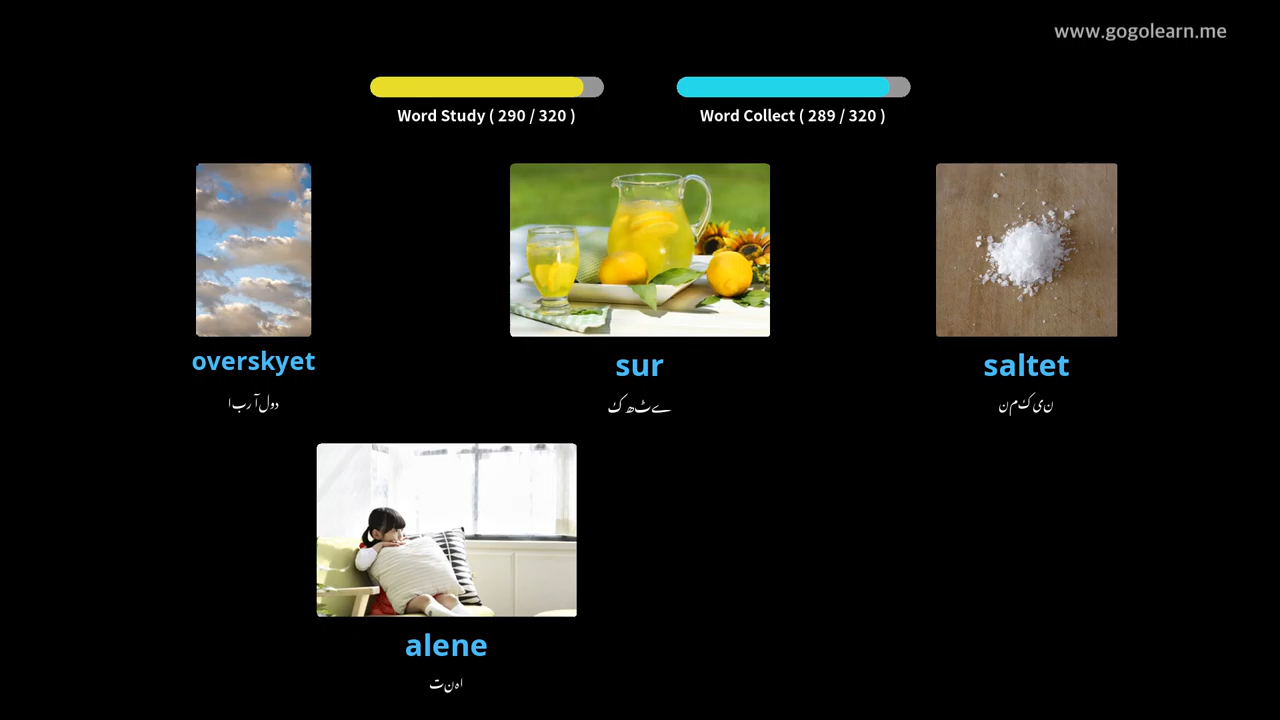 www.gogolearn.me
Word Study ( 290 / 320 )
Word Collect ( 289 / 320 )
overskyet
sur
saltet
ابر آلود
کھٹے
نمکین
alene
تنہا